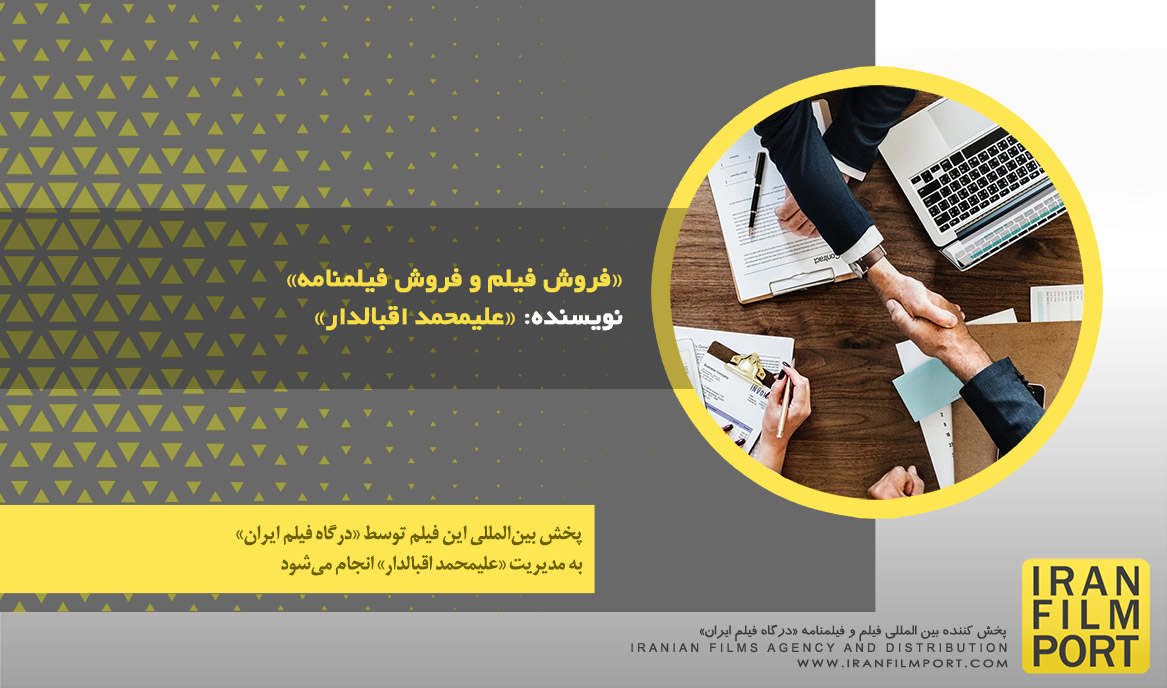 «فروش فیلم و فروش فیلمنامه»
نویسنده: «علیمحمد اقبالدار»
Contract
INVOI
پخش بین‌المللی این فیلم توسط «درگاه فیلم ایران»
به مدیریت «علیمحمد اقبالدار» انجام می‌شود
IRAN
FILM
PORT
پخش کننده بین المللی فیلم و فیلمنامه «درگاه فیلم ایران»
IRANIAN FILMS AGENCY AND DISTRIBUTION
WWW.IRANFILMPORT.COM